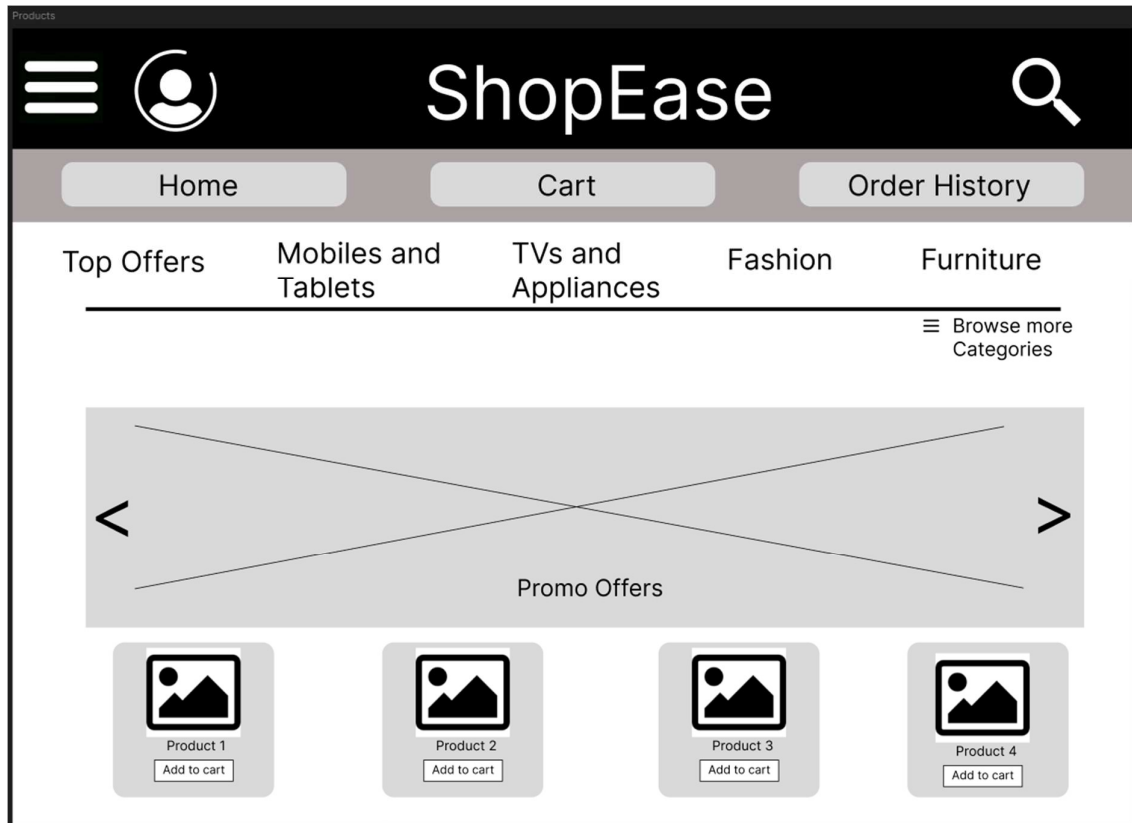 Products
ShopEase
Home
Cart
Order History
Top Offers
Mobiles and
Tablets
TVs and
Appliances
Fashion
Furniture
Browse more
Categories
<
>
Promo Offers
Product 1
Add to cart
Product 2
Add to cart
Product 3
Add to cart
Product 4
Add to cart